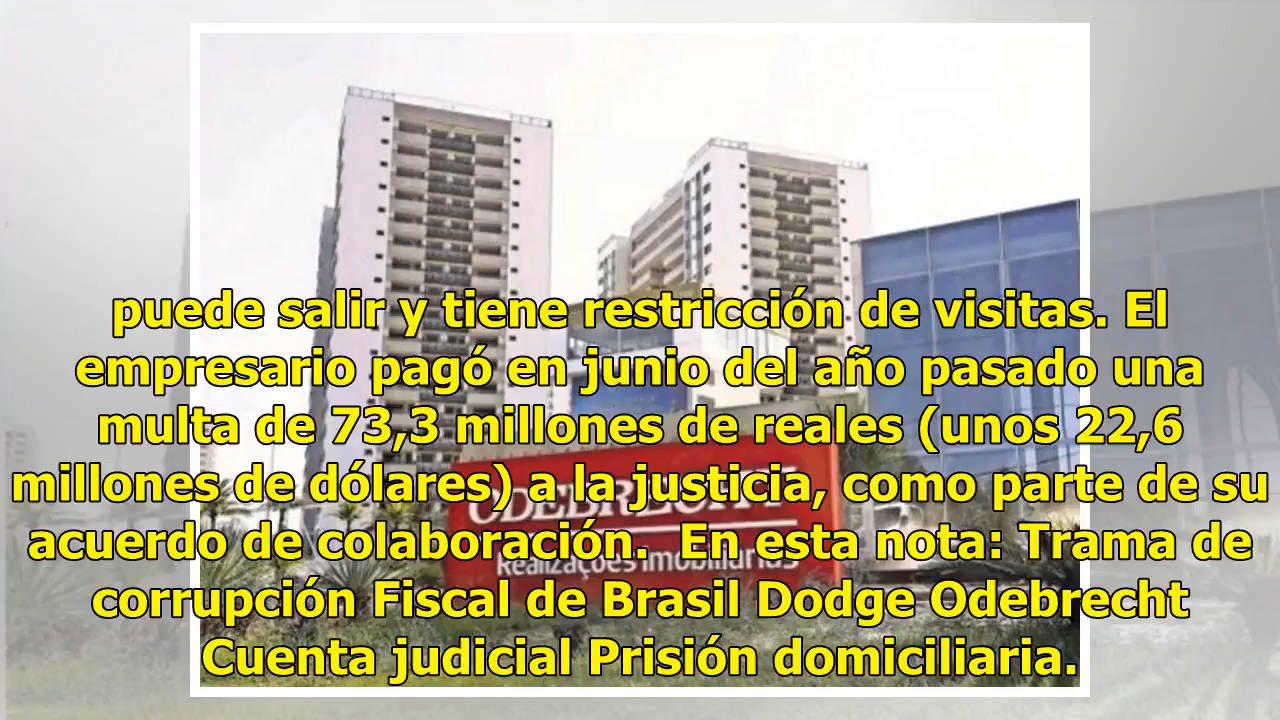 puede salir y tiene restricción de visitas. El
empresario pagó en junio del año pasado una
multa de 73,3 millones de reales (unos 22,6
millones de dólares) a la justicia, como parte de su
acuerdo de colaboración. En esta nota: Trama de
corrupción Fiscal de Brasil Dodge Odebrecht
Cuenta judicial Prisión domiciliaria.
ODEBRECHT
Realizações Imobiliárias